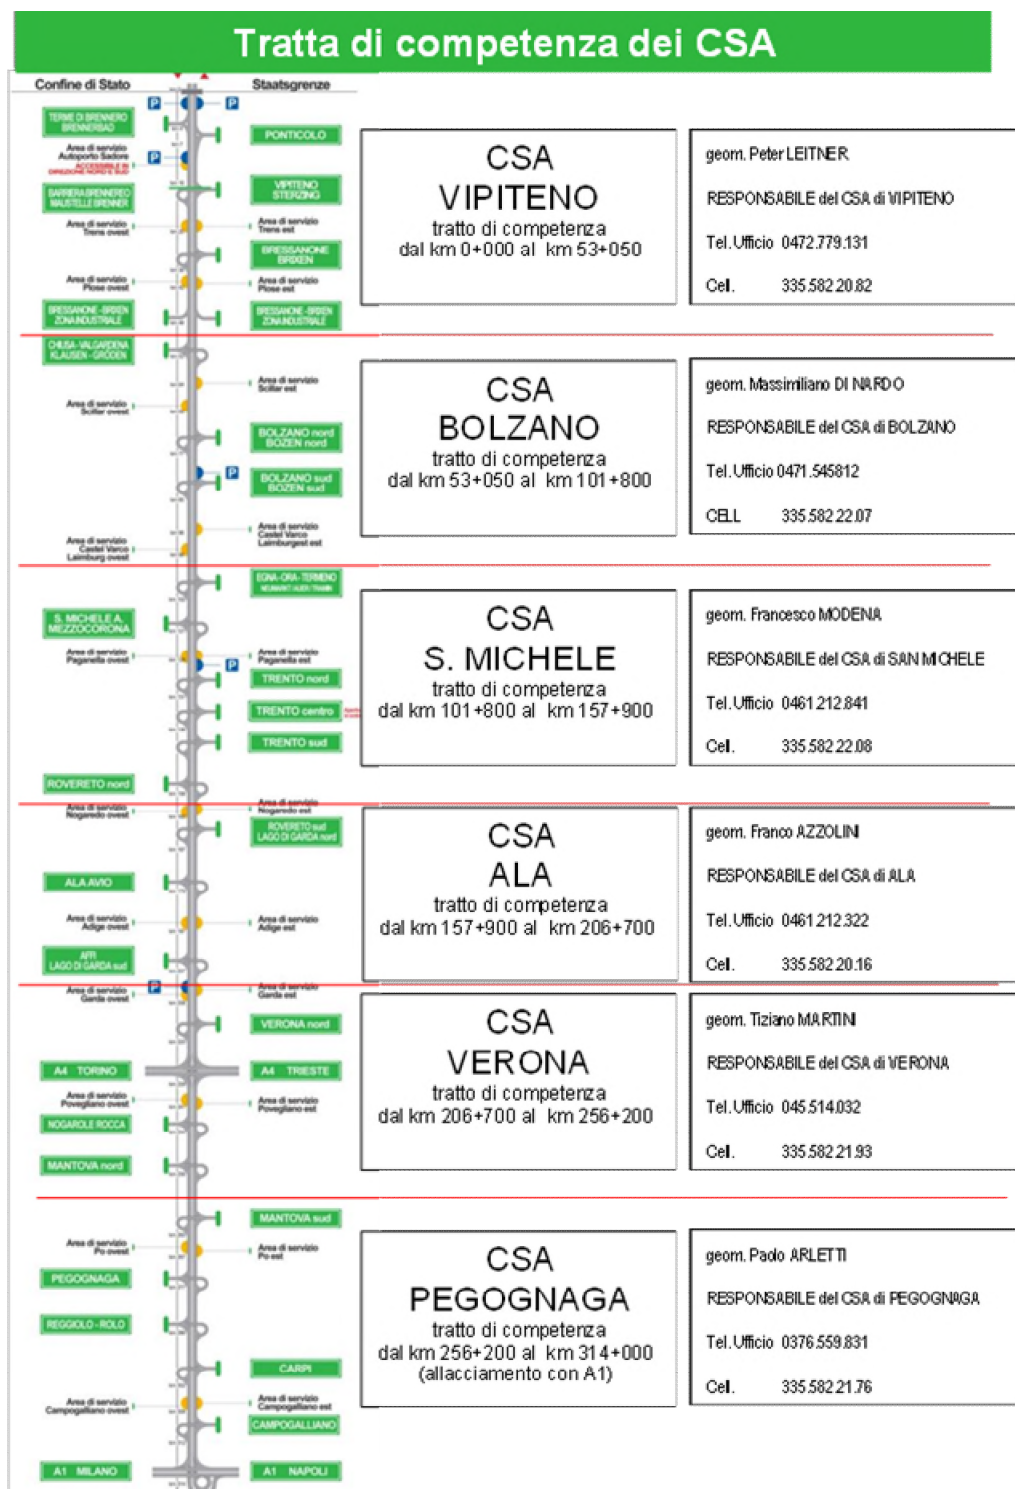 Tratta di competenza dei CSA
Confine di Stato
Staatsgrenze
P
P
TERME DI BRENNERO
BRENNERBAD
PONTICOLO
Area di servizio
Autoporto Sadore
P
ACCESSIBILE IN
DIREZIONE NORD E SUD
BARRIERA BRENNERO
MAUTSTELLE BRENNER
VIPITENO
STERZING
Area di servizio
Trens ovest
Area di servizio
Trens est
BRESSANONE
BRIXEN
Area di servizio
Plose ovest
Area di servizio
Plose est
BRESSANONE - BRIXEN
ZONA INDUSTRIALE
BRESSANONE - BRIXEN
ZONA INDUSTRIALE
CSA
VIPITENO
tratto di competenza
dal km 0+000 al km 53+050
geom. Peter LEITNER
RESPONSABILE del CSA di VIPITENO
Tel. Ufficio 0472.779.131
Cell. 335.582.20.82
CHIUSA - VALGARDENA
KLAUSEN - GRÖDEN
Area di servizio
Sciliar est
Area di servizio
Sciliar ovest
BOLZANO nord
BOZEN nord
P
BOLZANO sud
BOZEN sud
Area di servizio
Castel Varco
Laimburgest est
Area di servizio
Castel Varco
Laimburg ovest
CSA
BOLZANO
tratto di competenza
dal km 53+050 al km 101+800
geom. Massimiliano DI NARDO
RESPONSABILE del CSA di BOLZANO
Tel. Ufficio 0471.545812
CELL 335.582.22.07
EGNA - ORA - TERMENO
NEUMARKT / AUER / TRAMIN
S. MICHELE A.
MEZZOCORONA
Area di servizio
Paganella ovest
Area di servizio
Paganella est
P
TRENTO nord
TRENTO centro
TRENTO sud
ROVERETO nord
CSA
S. MICHELE
tratto di competenza
dal km 101+800 al km 157+900
geom. Francesco MODENA
RESPONSABILE del CSA di SAN MICHELE
Tel. Ufficio 0461.212.841
Cel. 335.582.22.08
Area di servizio
Nogaredo ovest
Area di servizio
Nogaredo est
ROVERETO sud
LAGO DI GARDA nord
ALA AVIO
Area di servizio
Adige ovest
Area di servizio
Adige est
AFFI
LAGO DI GARDA sud
CSA
ALA
tratto di competenza
dal km 157+900 al km 206+700
geom. Franco AZZOLINI
RESPONSABILE del CSA di ALA
Tel. Ufficio 0461.212.322
Cel. 335.582.20.16
Area di servizio
Garda ovest
P
Area di servizio
Garda est
VERONA nord
A4 TORINO
A4 TRIESTE
Area di servizio
Povegliano ovest
Area di servizio
Povegliano est
NOGAROLE ROCCA
MANTOVA nord
CSA
VERONA
tratto di competenza
dal km 206+700 al km 256+200
geom. Tiziano MARTINI
RESPONSABILE del CSA di VERONA
Tel. Ufficio 045.514.032
Cel. 335.582.21.93
MANTOVA sud
Area di servizio
Po ovest
Area di servizio
Po est
PEGOGNAGA
REGGIOLO - ROLO
CARPI
Area di servizio
Campogalliano ovest
Area di servizio
Campogalliano est
CAMPOGALLIANO
A1 MILANO
A1 NAPOLI
CSA
PEGOGNAGA
tratto di competenza
dal km 256+200 al km 314+000
(allacciamento con A1)
geom. Paolo ARLETTI
RESPONSABILE del CSA di PEGOGNAGA
Tel. Ufficio 0376.559.831
Cel. 335.582.21.76